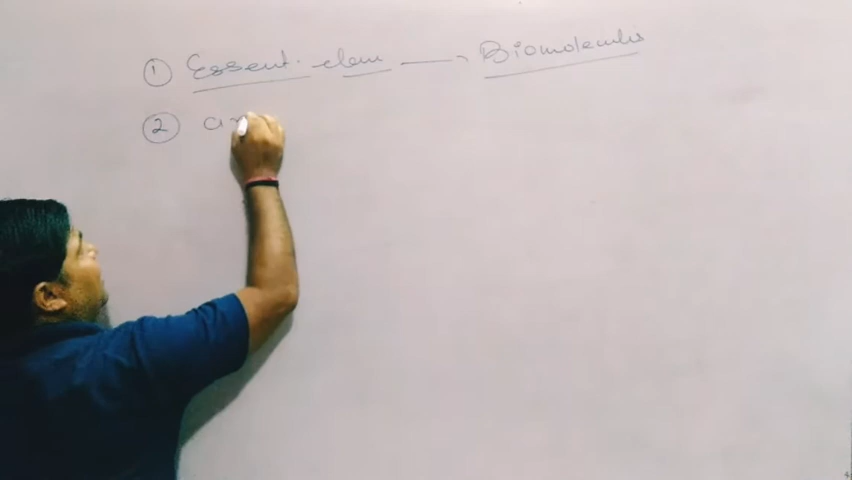 ① Essent. elem → Biomolecules
②